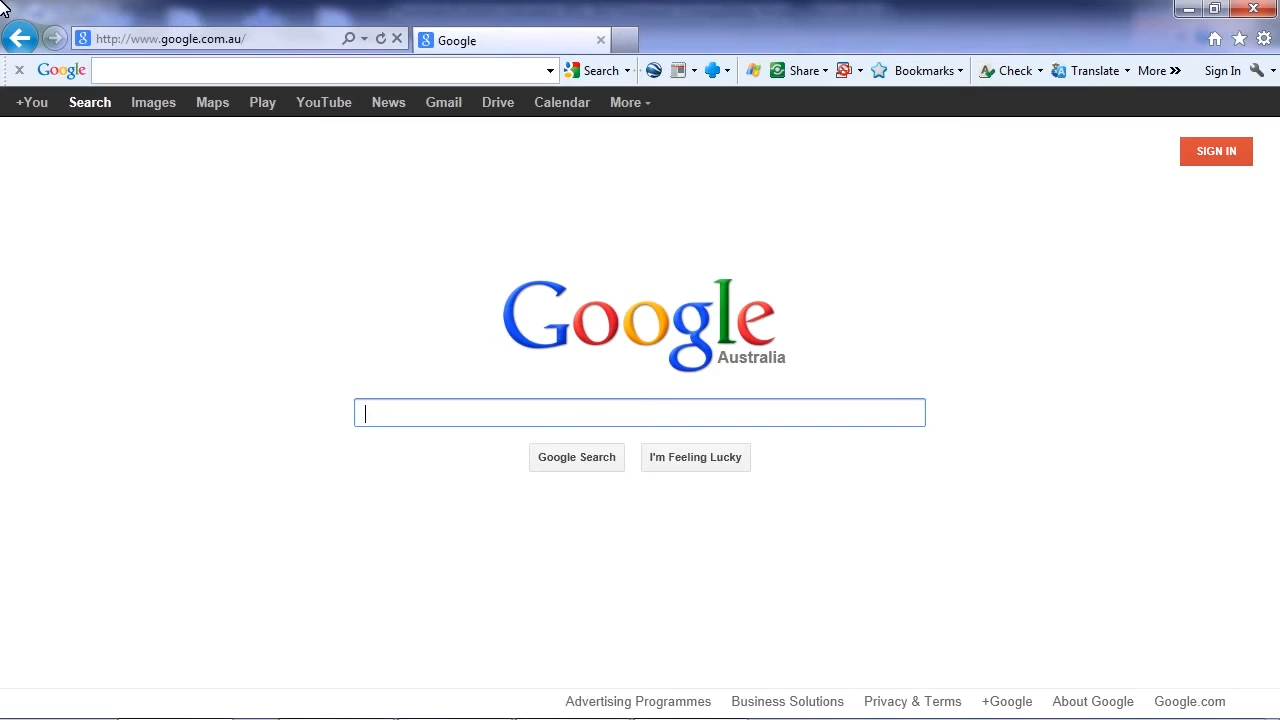 http://www.google.com.au/
Google
Google Search Share Bookmarks Check Translate More Sign In
+You Search Images Maps Play YouTube News Gmail Drive Calendar More
SIGN IN
Google
Australia
Google Search I'm Feeling Lucky
Advertising Programmes Business Solutions Privacy & Terms +Google About Google Google.com